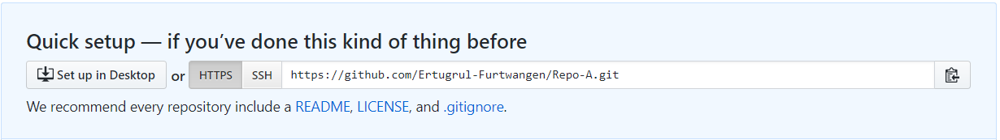 Quick setup — if you’ve done this kind of thing before
Set up in Desktop or HTTPS SSH https://github.com/Ertugrul-Furtwangen/Repo-A.git
We recommend every repository include a README, LICENSE, and .gitignore.